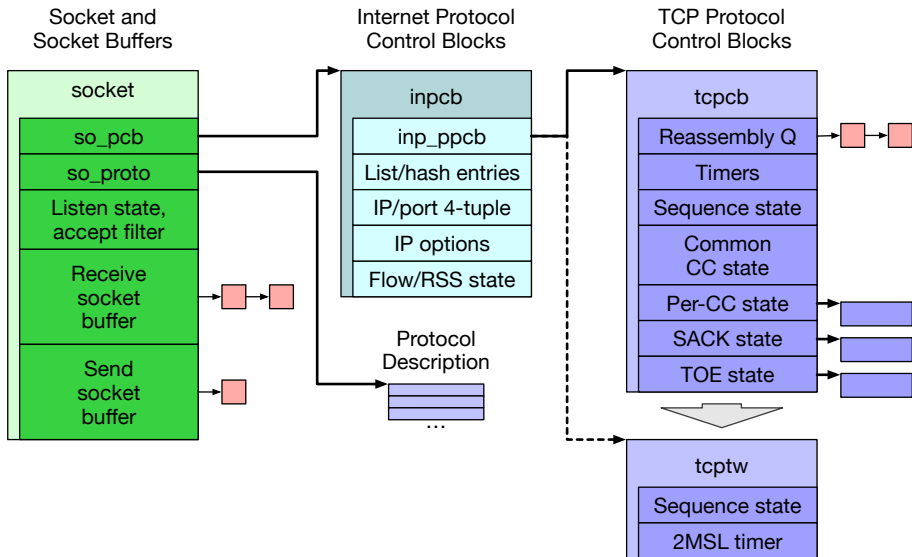 Socket and
Socket Buffers
socket
so_pcb
so_proto
Listen state,
accept filter
Receive
socket
buffer
Send
socket
buffer
Internet Protocol
Control Blocks
inpcb
inp_ppcb
List/hash entries
IP/port 4-tuple
IP options
Flow/RSS state
Protocol
Description
...
TCP Protocol
Control Blocks
tcpcb
Reassembly Q
Timers
Sequence state
Common
CC state
Per-CC state
SACK state
TOE state
tcptw
Sequence state
2MSL timer